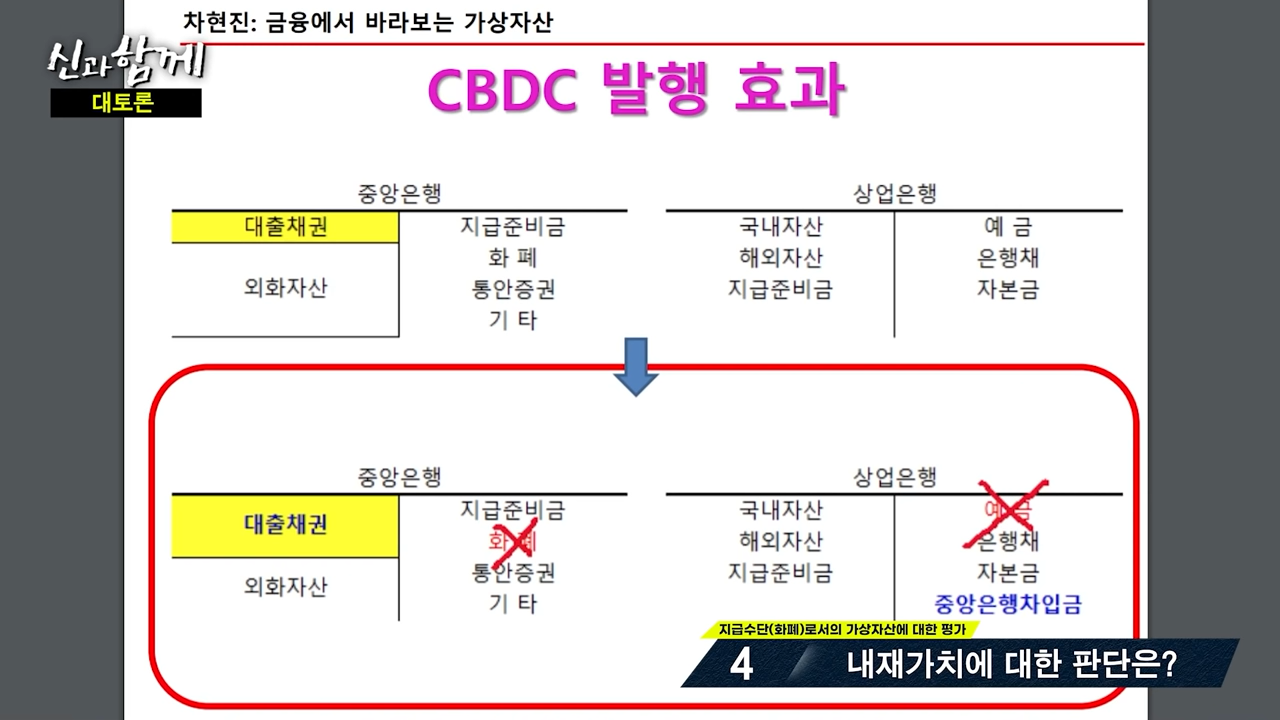 차현진: 금융에서 바라보는 가상자산
신과함께
대토론
CBDC 발행 효과
중앙은행
상업은행
대출채권 지급준비금
국내자산 예 금
화 폐
해외자산 은행채
외화자산 통안증권
지급준비금 자본금
기 타
중앙은행
상업은행
대출채권 지급준비금
국내자산 예 금
화 폐
해외자산 은행채
외화자산 통안증권
지급준비금 자본금
기 타
중앙은행차입금
지급수단(화폐)로서의 가상자산에 대한 평가
4 내재가치에 대한 판단은?